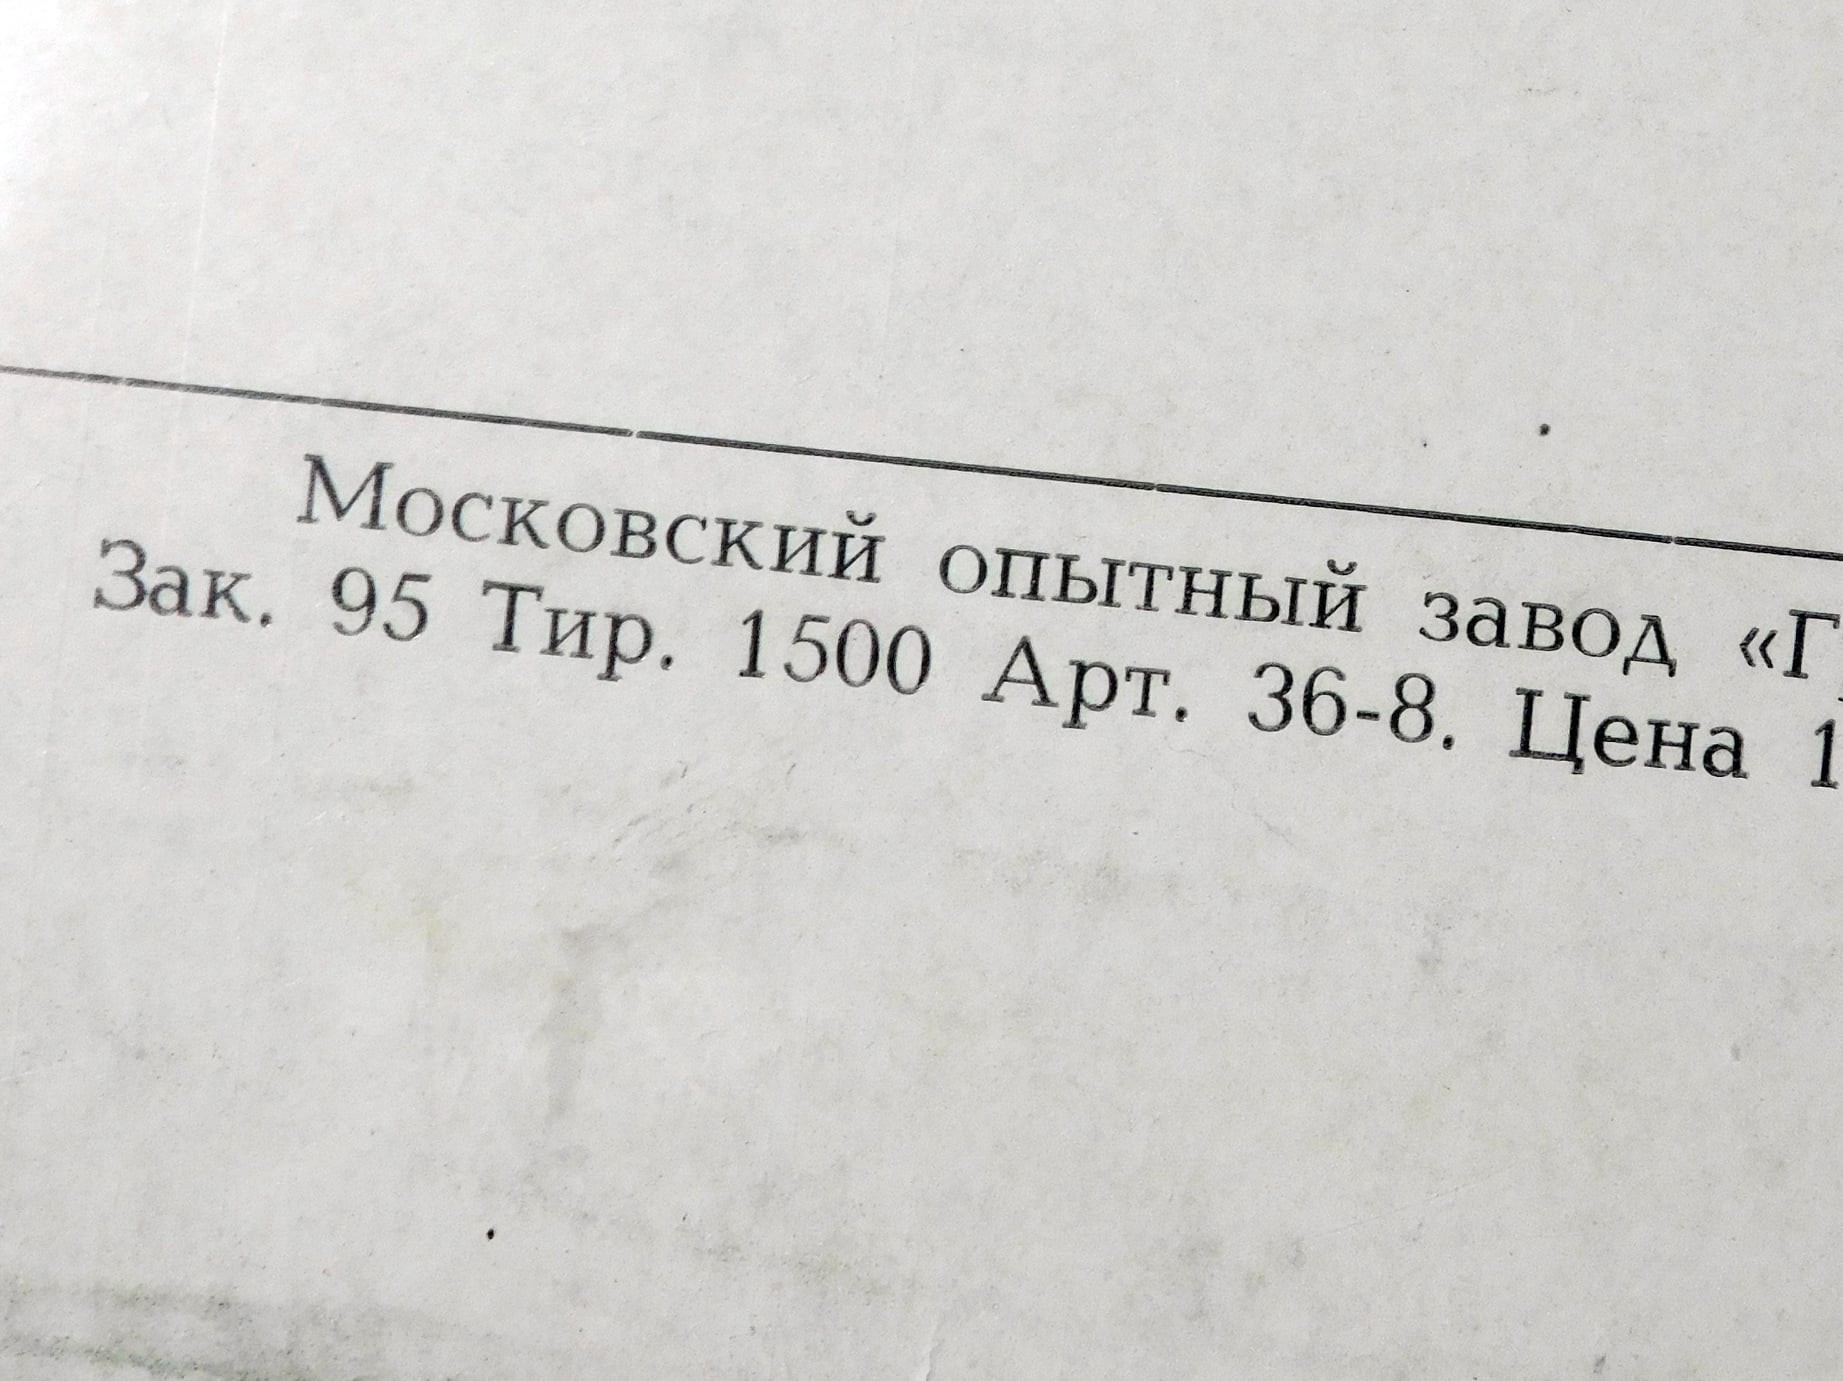 Московский опытный завод «Г
Зак. 95 Тир. 1500 Арт. 36-8. Цена 1